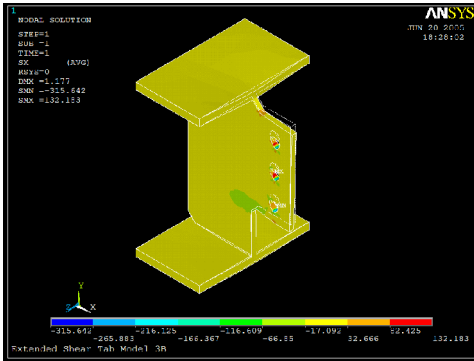 1
NODAL SOLUTION
STEP=1
SUB =1
TIME=1
SX (AVG)
RSYS=0
DMX =1.177
SMN =-315.642
SMX =132.183
ANSYS
JUN 20 2005
18:28:02
Y
Z X
-315.642 -216.125 -116.609 -17.092 82.425
-265.883 -166.367 -66.85 32.666 132.183
Extended Shear Tab Model 3B